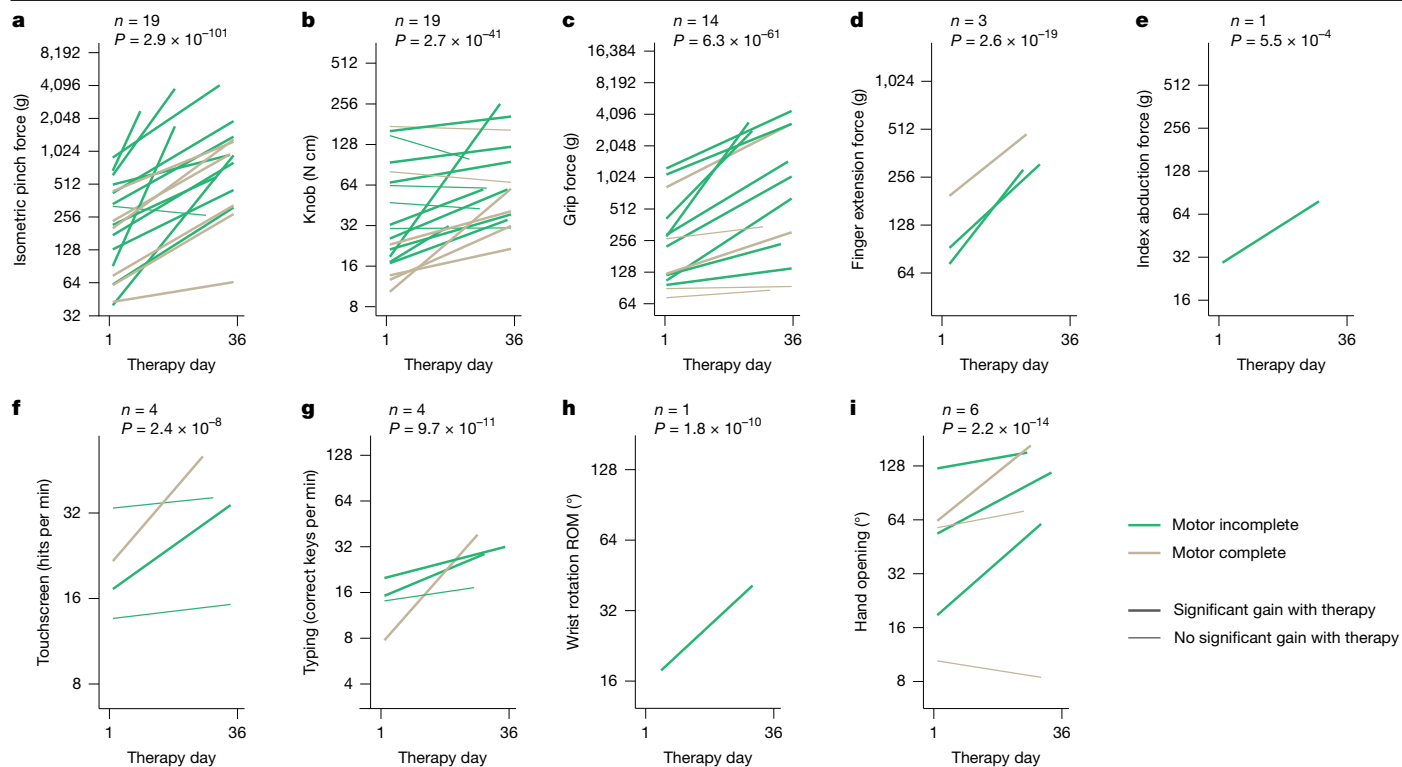 a
n = 19
P = 2.9 × 10⁻¹⁰¹
Isometric pinch force (g)
8,192
4,096
2,048
1,024
512
256
128
64
32
1
36
Therapy day
b
n = 19
P = 2.7 × 10⁻⁴¹
Knob (N cm)
512
256
128
64
32
16
8
1
36
Therapy day
c
n = 14
P = 6.3 × 10⁻⁶¹
Grip force (g)
16,384
8,192
4,096
2,048
1,024
512
256
128
64
1
36
Therapy day
d
n = 3
P = 2.6 × 10⁻¹⁹
Finger extension force (g)
1,024
512
256
128
64
1
36
Therapy day
e
n = 1
P = 5.5 × 10⁻⁴
Index abduction force (g)
512
256
128
64
32
16
1
36
Therapy day
f
n = 4
P = 2.4 × 10⁻⁸
Touchscreen (hits per min)
32
16
8
1
36
Therapy day
g
n = 4
P = 9.7 × 10⁻¹¹
Typing (correct keys per min)
128
64
32
16
8
4
1
36
Therapy day
h
n = 1
P = 1.8 × 10⁻¹⁰
Wrist rotation ROM (°)
128
64
32
16
1
36
Therapy day
i
n = 6
P = 2.2 × 10⁻¹⁴
Hand opening (°)
128
64
32
16
8
1
36
Therapy day
Motor incomplete
Motor complete
Significant gain with therapy
No significant gain with therapy